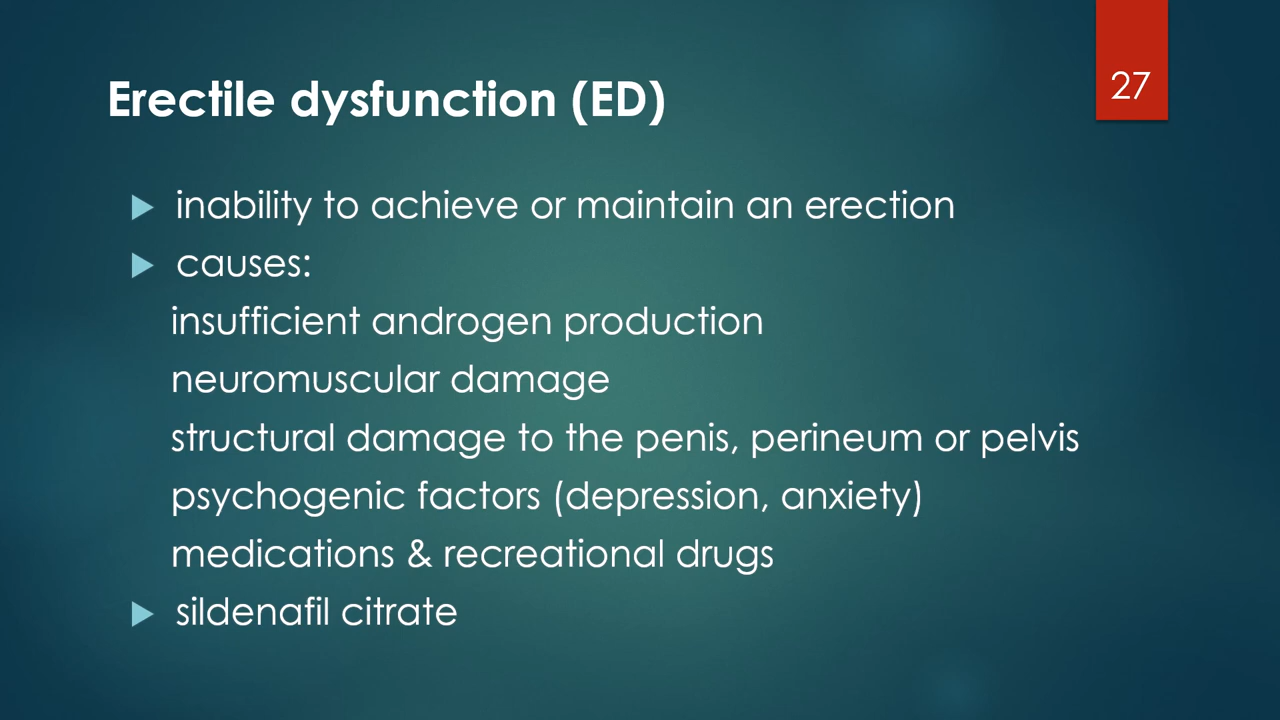 Erectile dysfunction (ED)
27
inability to achieve or maintain an erection
causes:
insufficient androgen production
neuromuscular damage
structural damage to the penis, perineum or pelvis
psychogenic factors (depression, anxiety)
medications & recreational drugs
sildenafil citrate